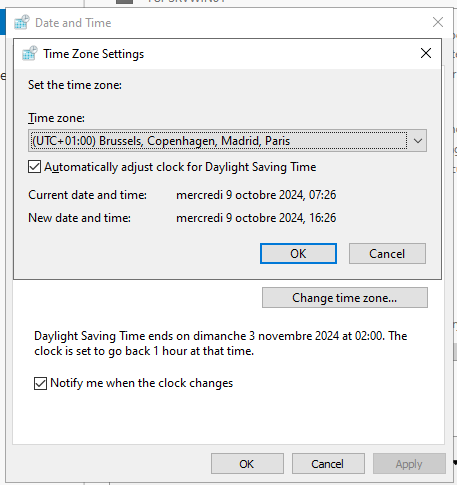 Date and Time
Time Zone Settings
Set the time zone:
Time zone:
(UTC+01:00) Brussels, Copenhagen, Madrid, Paris
Automatically adjust clock for Daylight Saving Time
Current date and time: mercredi 9 octobre 2024, 07:26
New date and time: mercredi 9 octobre 2024, 16:26
OK Cancel
Change time zone...
Daylight Saving Time ends on dimanche 3 novembre 2024 at 02:00. The
clock is set to go back 1 hour at that time.
Notify me when the clock changes
OK Cancel Apply